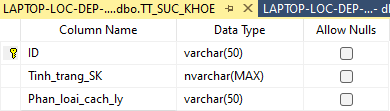 LAPTOP-LOC-DEP-...dbo.TT_SUC_KHOE LAPTOP-LOC-DEP-...- db
Column Name Data Type Allow Nulls
ID varchar(50)
Tinh_trang_SK nvarchar(MAX)
Phan_loai_cach_ly varchar(50)